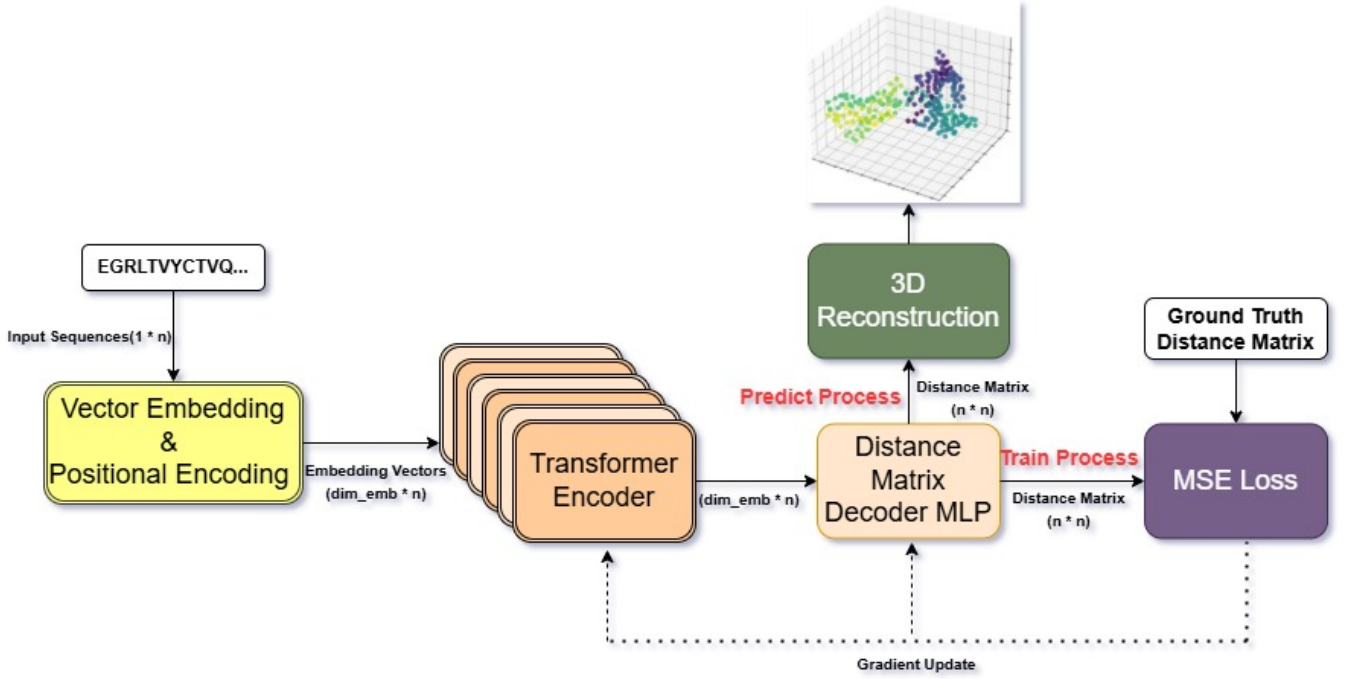 EGRLTVYCTVQ...
Input Sequences(1 * n)
Vector Embedding
&
Positional Encoding
Embedding Vectors
(dim_emb * n)
Transformer
Encoder
(dim_emb * n)
Distance
Matrix
Decoder MLP
Predict Process
Distance Matrix
(n * n)
3D
Reconstruction
Train Process
Distance Matrix
(n * n)
Ground Truth
Distance Matrix
MSE Loss
Gradient Update